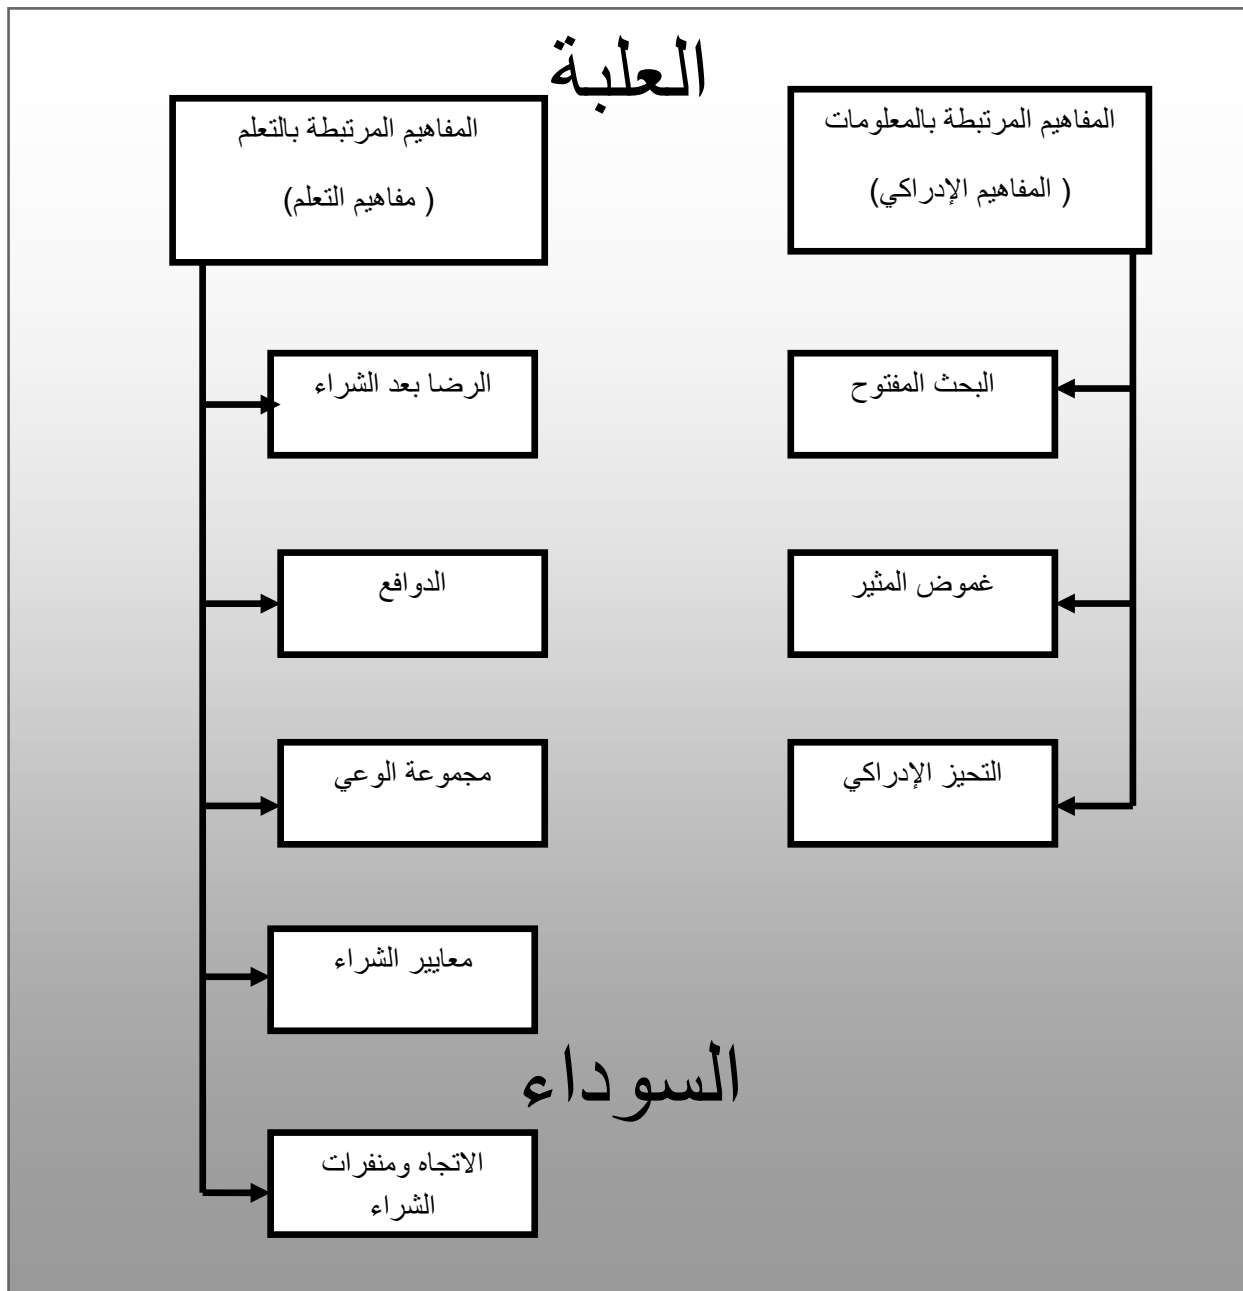 العلبة
المفاهيم المرتبطة بالمعلومات
( المفاهيم الإدراكي)
البحث المفتوح
غموض المثير
التحيز الإدراكي
المفاهيم المرتبطة بالتعلم
( مفاهيم التعلم)
الرضا بعد الشراء
الدوافع
مجموعة الوعي
معايير الشراء
الاتجاه ومنفرات
الشراء
السوداء